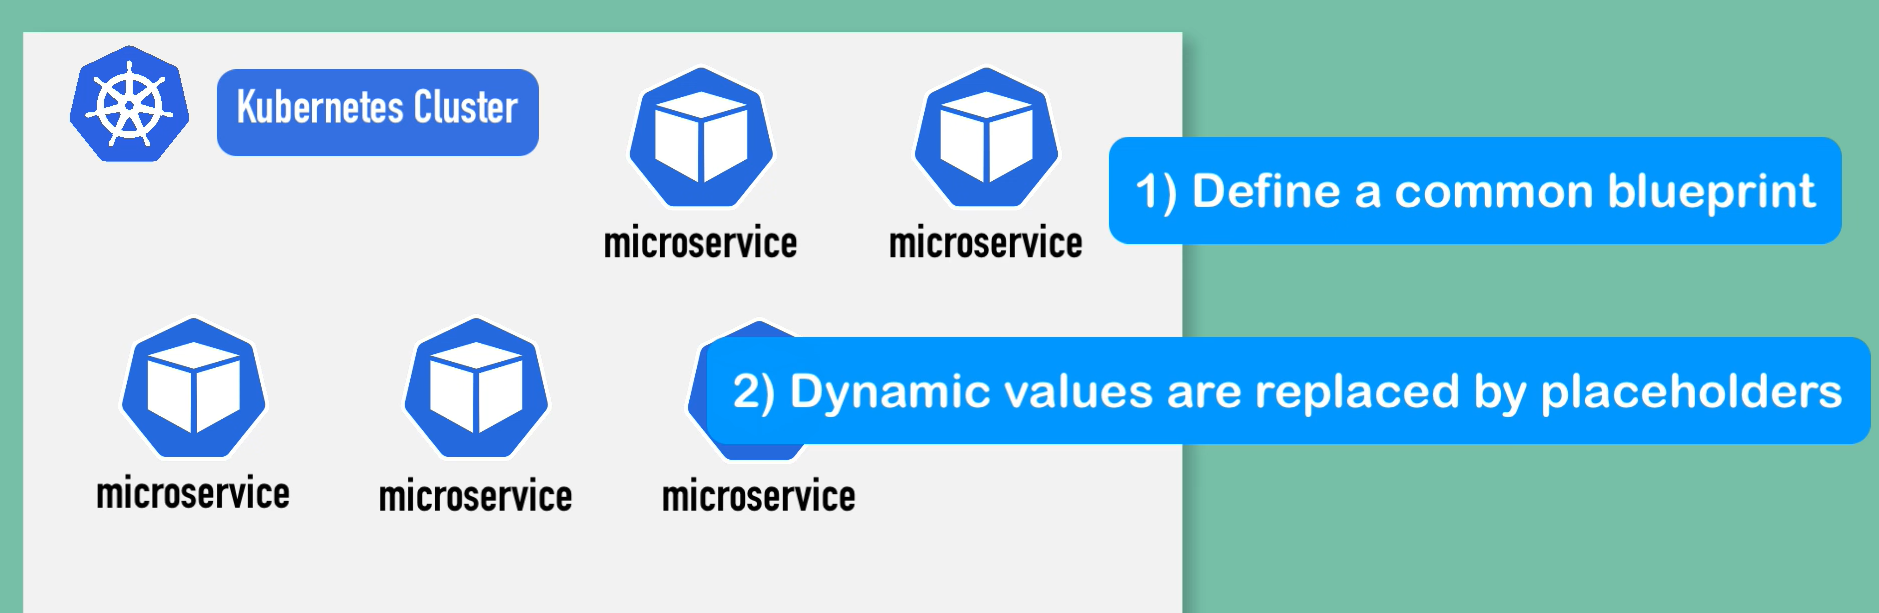 Kubernetes Cluster
microservice
microservice
1) Define a common blueprint
2) Dynamic values are replaced by placeholders
microservice
microservice
microservice